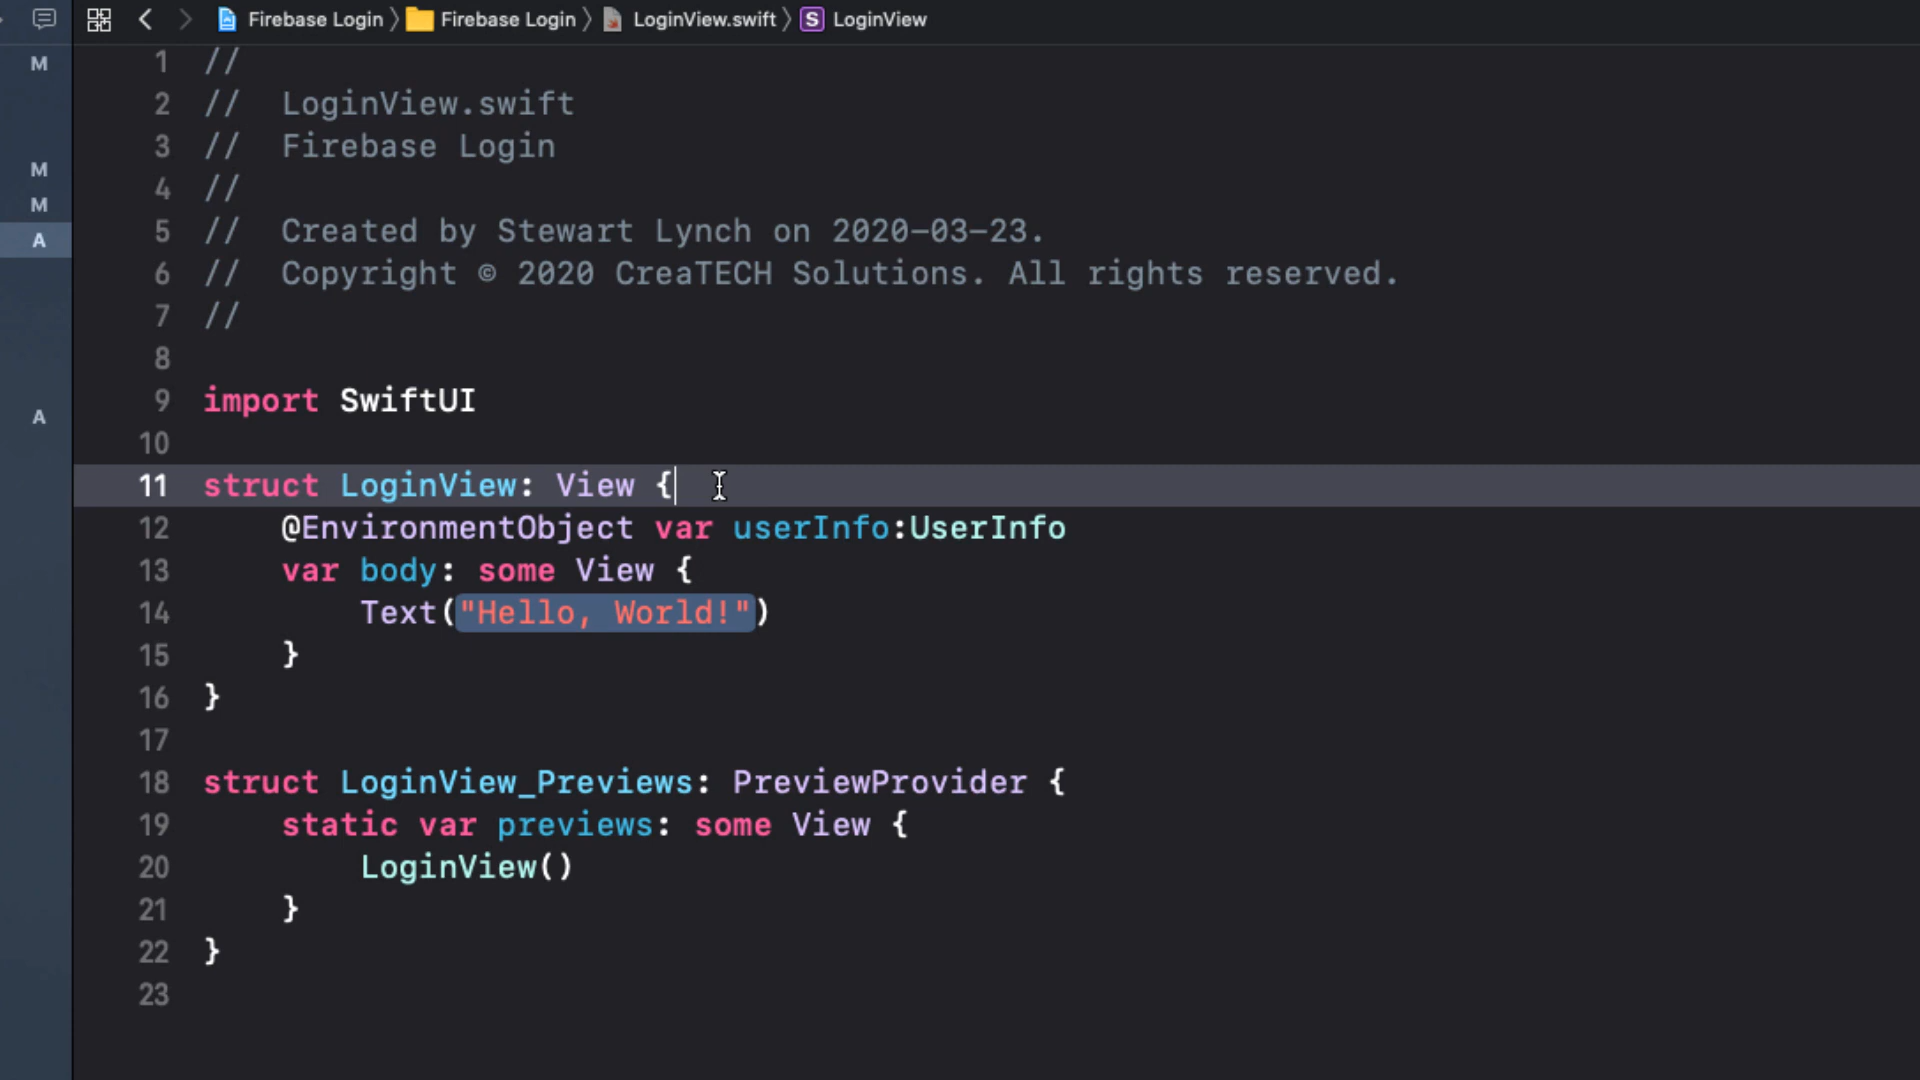 Firebase Login 〉 Firebase Login 〉 LoginView.swift 〉 S LoginView
M
M
M
A
A
1 //
2 //  LoginView.swift
3 //  Firebase Login
4 //
5 //  Created by Stewart Lynch on 2020-03-23.
6 //  Copyright © 2020 CreaTECH Solutions. All rights reserved.
7 //
8
9 import SwiftUI
10
11 struct LoginView: View {
12     @EnvironmentObject var userInfo:UserInfo
13     var body: some View {
14         Text("Hello, World!")
15     }
16 }
17
18 struct LoginView_Previews: PreviewProvider {
19     static var previews: some View {
20         LoginView()
21     }
22 }
23